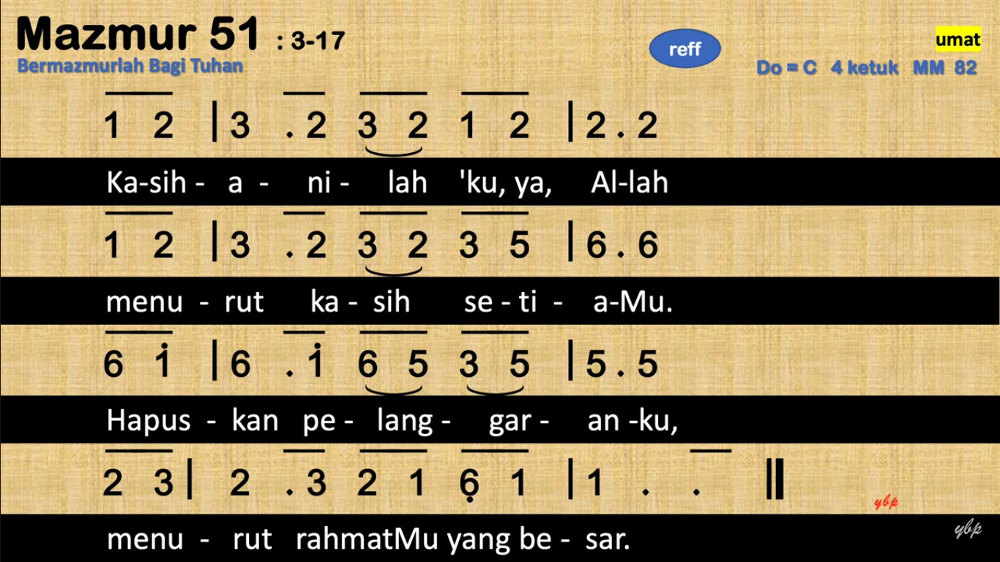 Mazmur 51 : 3-17
reff
umat
Bermazmurlah Bagi Tuhan
Do = C 4 ketuk MM 82
1 2 | 3 . 2 3 2 1 2 | 2 . 2
Ka-sih - a - ni - lah 'ku, ya, Al-lah
1 2 | 3 . 2 3 2 3 5 | 6 . 6
menu - rut ka - sih se - ti - a-Mu.
6 1̇ | 6 . 1̇ 6 5 3 5 | 5 . 5
Hapus - kan pe - lang - gar - an -ku,
2 3 | 2 . 3 2 1 6̣ 1 | 1 . . ||
ybp
ybp
menu - rut rahmatMu yang be - sar.